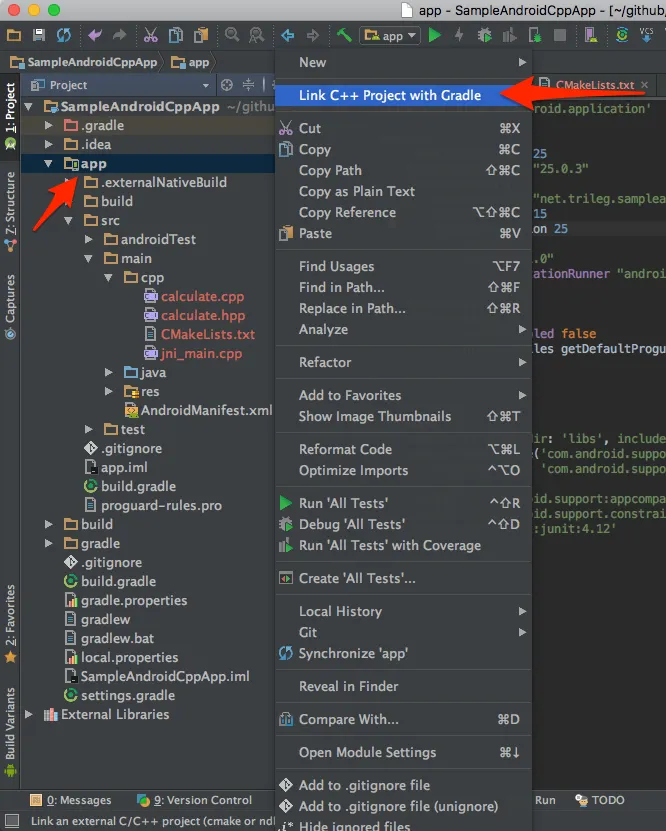 app - SampleAndroidCppApp - [~/github,
app
SampleAndroidCppApp
app
Project
CMakeLists.txt
1: Project
Z: Structure
Captures
2: Favorites
Build Variants
SampleAndroidCppApp ~/githu
.gradle
.idea
app
.externalNativeBuild
build
src
androidTest
main
cpp
calculate.cpp
calculate.hpp
CMakeLists.txt
jni_main.cpp
java
res
AndroidManifest.xml
test
.gitignore
app.iml
build.gradle
proguard-rules.pro
build
gradle
.gitignore
build.gradle
gradle.properties
gradlew
gradlew.bat
local.properties
SampleAndroidCppApp.iml
settings.gradle
External Libraries
New
Link C++ Project with Gradle
Cut ⌘X
Copy ⌘C
Copy Path ⇧⌘C
Copy as Plain Text
Copy Reference ⌥⇧⌘C
Paste ⌘V
Find Usages ⌥F7
Find in Path... ⇧⌘F
Replace in Path... ⇧⌘R
Analyze
Refactor
Add to Favorites
Show Image Thumbnails ⇧⌘T
Reformat Code ⌥⌘L
Optimize Imports ^⌥O
Run 'All Tests' ^⇧R
Debug 'All Tests' ^⇧D
Run 'All Tests' with Coverage
Create 'All Tests'...
Local History
Git
Synchronize 'app'
Reveal in Finder
Compare With... ⌘D
Open Module Settings ⌘↓
Add to .gitignore file
Add to .gitignore file (unignore)
Hide ignored files
roid.application'
25
"25.0.3"
"net.trileg.samplea
15
on 25
.0"
ationRunner "android
led false
les getDefaultProgu
dir: 'libs', include
('com.android.suppo
'com.android.suppo
id.support:appcompa
id.support.constrai
:junit:4.12'
0: Messages
9: Version Control
Run
TODO
Link an external C/C++ project (cmake or nd